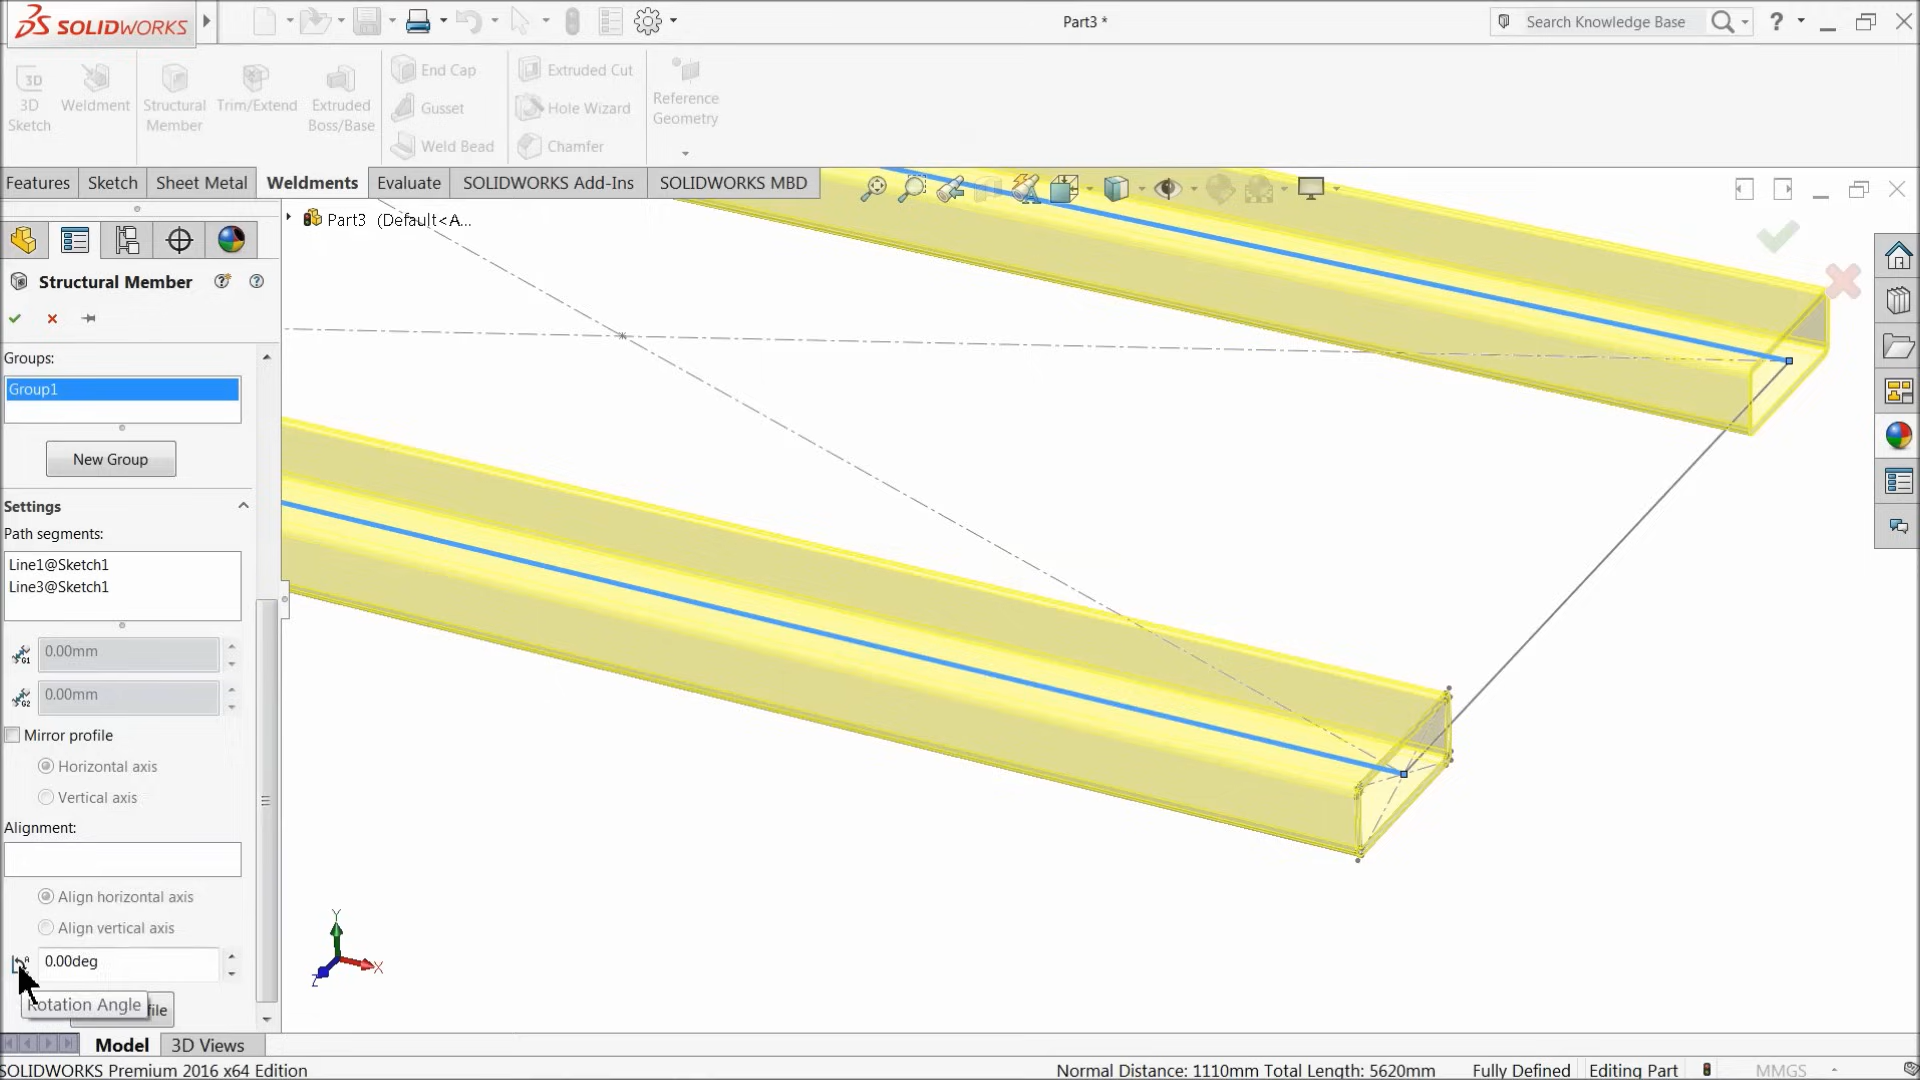 SOLIDWORKS
Part3 *
Search Knowledge Base
3D Sketch
Weldment
Structural Member
Trim/Extend
Extruded Boss/Base
End Cap
Gusset
Weld Bead
Extruded Cut
Hole Wizard
Chamfer
Reference Geometry
Features
Sketch
Sheet Metal
Weldments
Evaluate
SOLIDWORKS Add-Ins
SOLIDWORKS MBD
Part3 (Default<A...
Structural Member
Groups:
Group1
New Group
Settings
Path segments:
Line1@Sketch1
Line3@Sketch1
G1
0.00mm
G2
0.00mm
Mirror profile
Horizontal axis
Vertical axis
Alignment:
Align horizontal axis
Align vertical axis
0.00deg
Rotation Angle
Y
X
Z
Model
3D Views
SOLIDWORKS Premium 2016 x64 Edition
Normal Distance: 1110mm Total Length: 5620mm
Fully Defined
Editing Part
MMGS